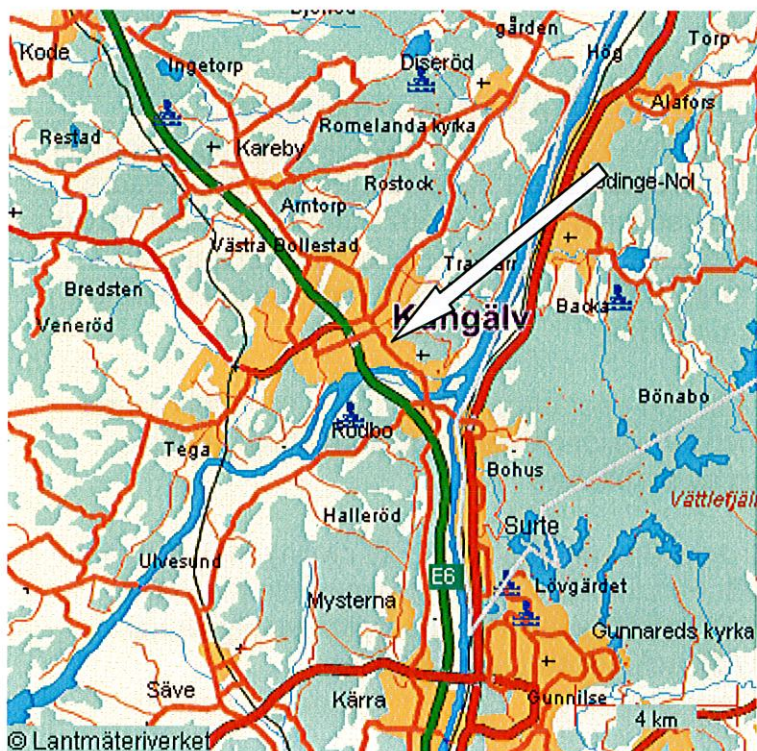 gården
Torp
Kode
Hög
Diseröd
Ingetorp
Alafors
Romelanda kyrka
Restad
Kareby
Rostock
Arntorp
Västra Bollestad
Bredsten
Backa
Veneröd
Kungälv
Bönabo
Rödbo
Tega
Bohus
Vättlefjäll
Halleröd
Surte
Ulvesund
E6
Lövgärdet
Mysterna
Gunnareds kyrka
Säve
Kärra
Gunnilse
4 km
© Lantmäteriverket